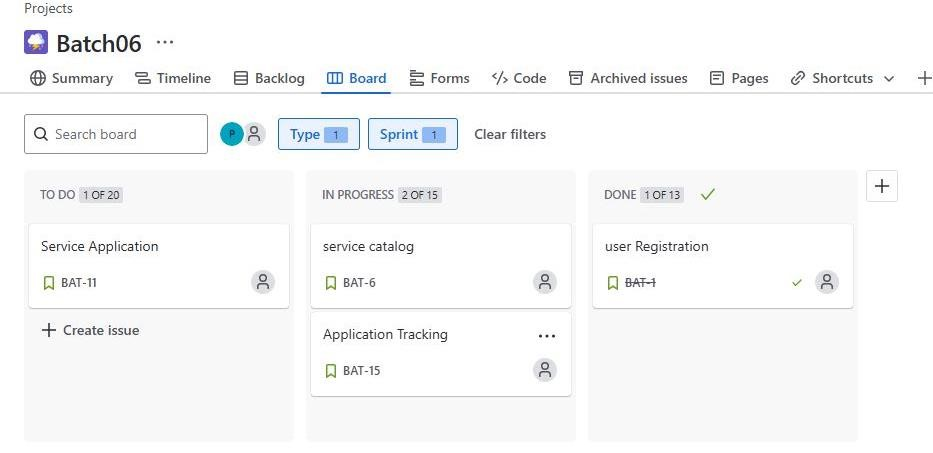 Projects
Batch06 ...
Summary Timeline Backlog Board Forms Code Archived issues Pages Shortcuts
Search board P Type 1 Sprint 1 Clear filters
TO DO 1 OF 20
Service Application
BAT-11
Create issue
IN PROGRESS 2 OF 15
service catalog
BAT-6
Application Tracking ...
BAT-15
DONE 1 OF 13
user Registration
BAT-1